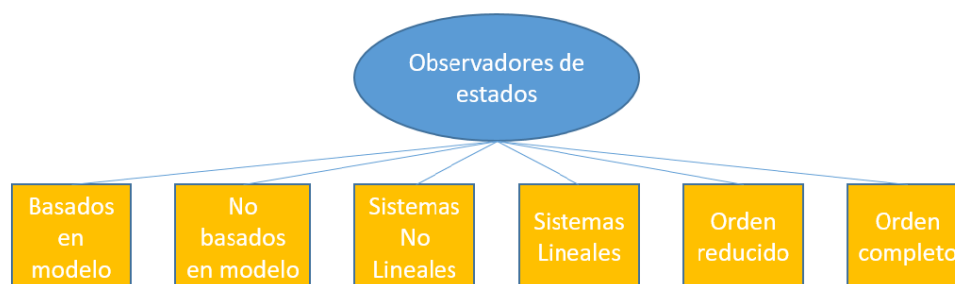 Observadores de
estados
Basados
en
modelo
No
basados
en modelo
Sistemas
No
Lineales
Sistemas
Lineales
Orden
reducido
Orden
completo